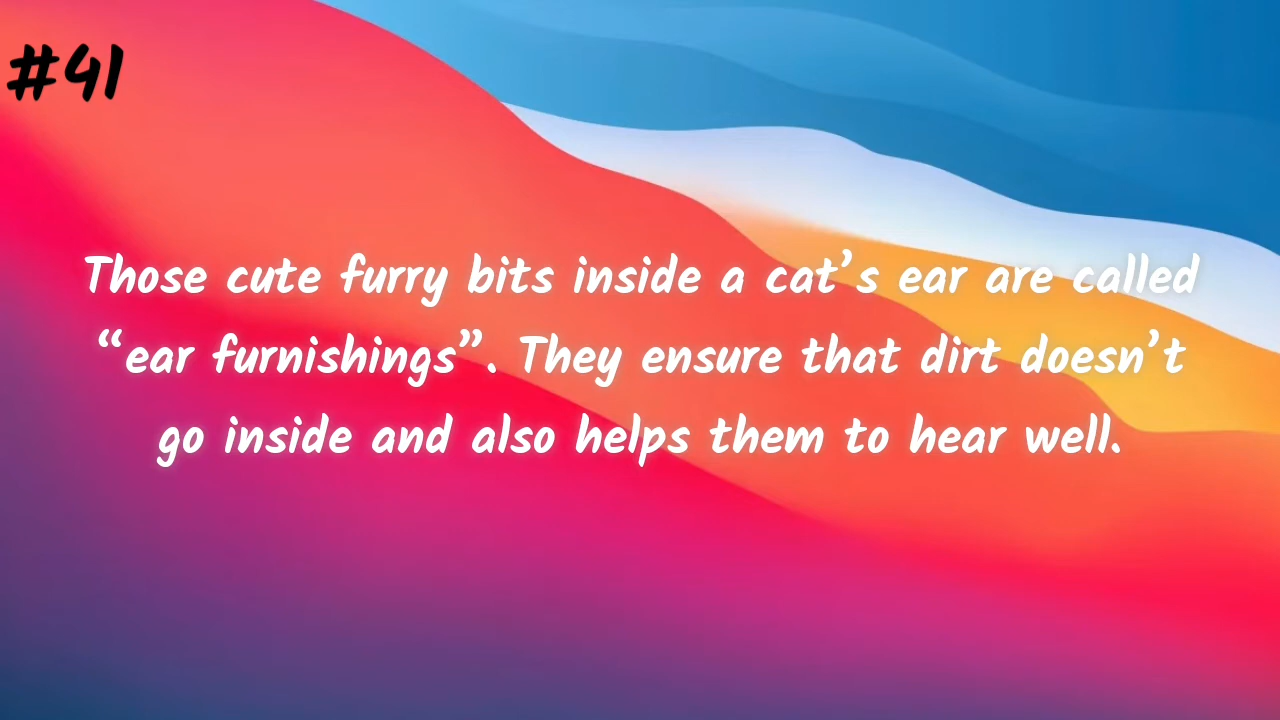 #41
Those cute furry bits inside a cat’s ear are called
“ear furnishings”. They ensure that dirt doesn’t
go inside and also helps them to hear well.